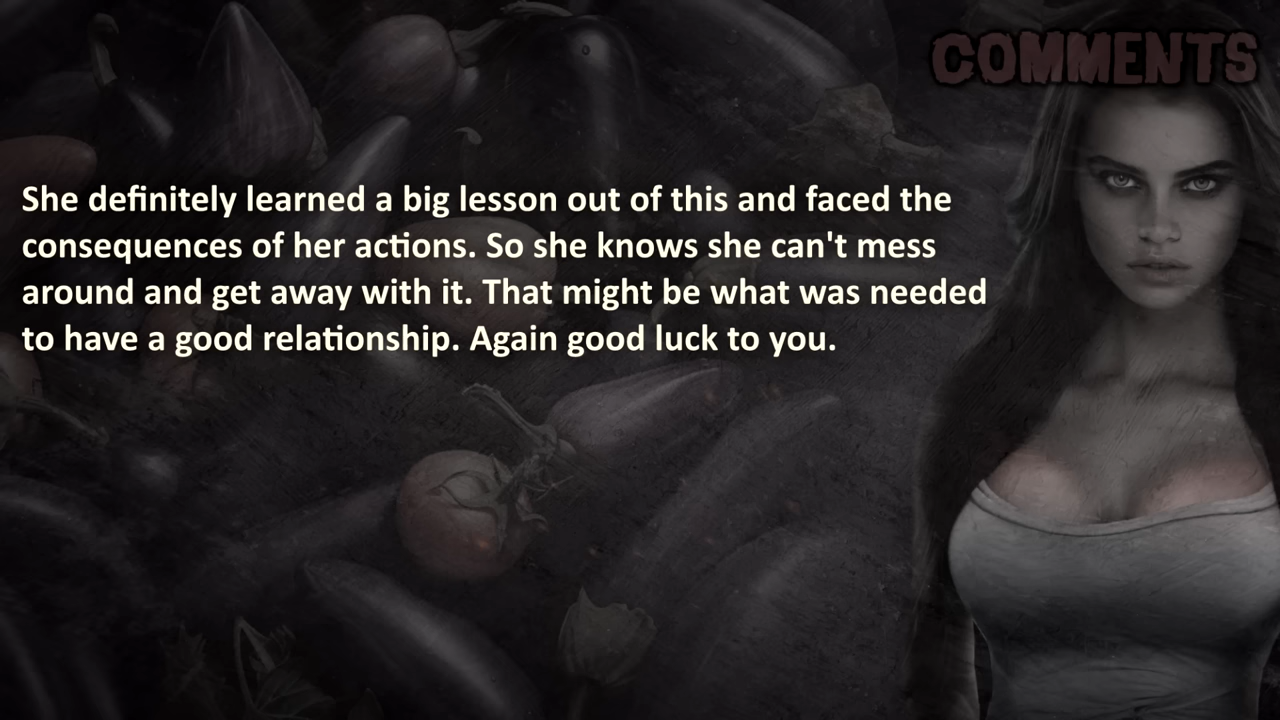 COMMENTS
She definitely learned a big lesson out of this and faced the
consequences of her actions. So she knows she can't mess
around and get away with it. That might be what was needed
to have a good relationship. Again good luck to you.